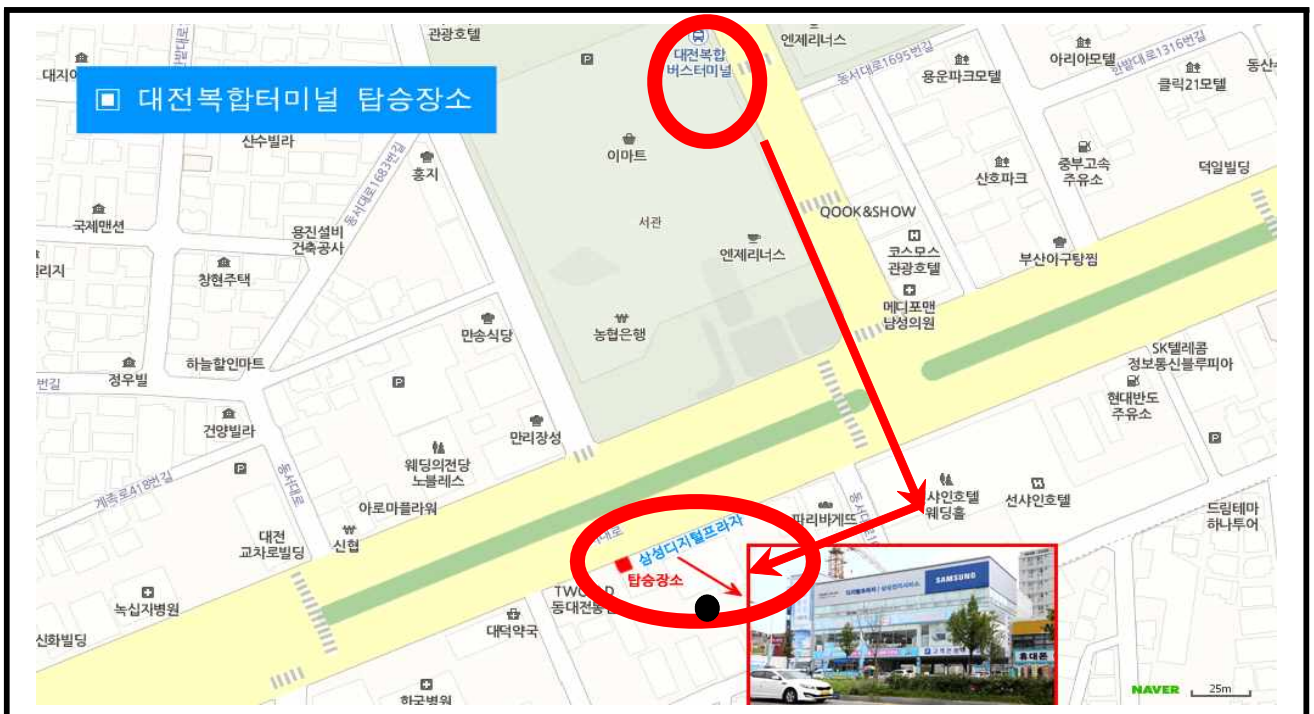 ▣ 대전복합터미널 탑승장소
관광호텔
대전복합
버스터미널
엔제리너스
동서대로1695번길
용운파크모텔
아리아모텔
한밭대로1316번길
클릭21모텔
산수빌라
동서대로1683번길
홍지
이마트
산호파크
중부고속
주유소
덕일빌딩
국제맨션
용진설비
건축공사
서관
QOOK&SHOW
엔제리너스
코스모스
관광호텔
부산아구탕찜
창현주택
메디포맨
남성의원
만송식당
농협은행
하늘할인마트
정우빌
번길
SK텔레콤
정보통신블루피아
현대반도
주유소
건양빌라
만리장성
웨딩의전당
노블레스
계족로418번길
동서대로
아로마플라워
대전
교차로빌딩
신협
파리바게뜨
샤인호텔
웨딩홀
선샤인호텔
드림테마
하나투어
삼성디지털프라자
탑승장소
녹십자병원
대덕약국
신화빌딩
한국병원
SAMSUNG
휴대폰
NAVER
25m